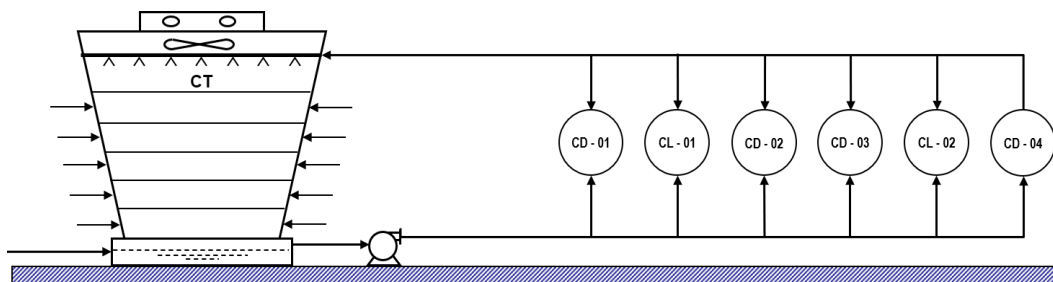 CT
CD - 01
CL - 01
CD - 02
CD - 03
CL - 02
CD - 04